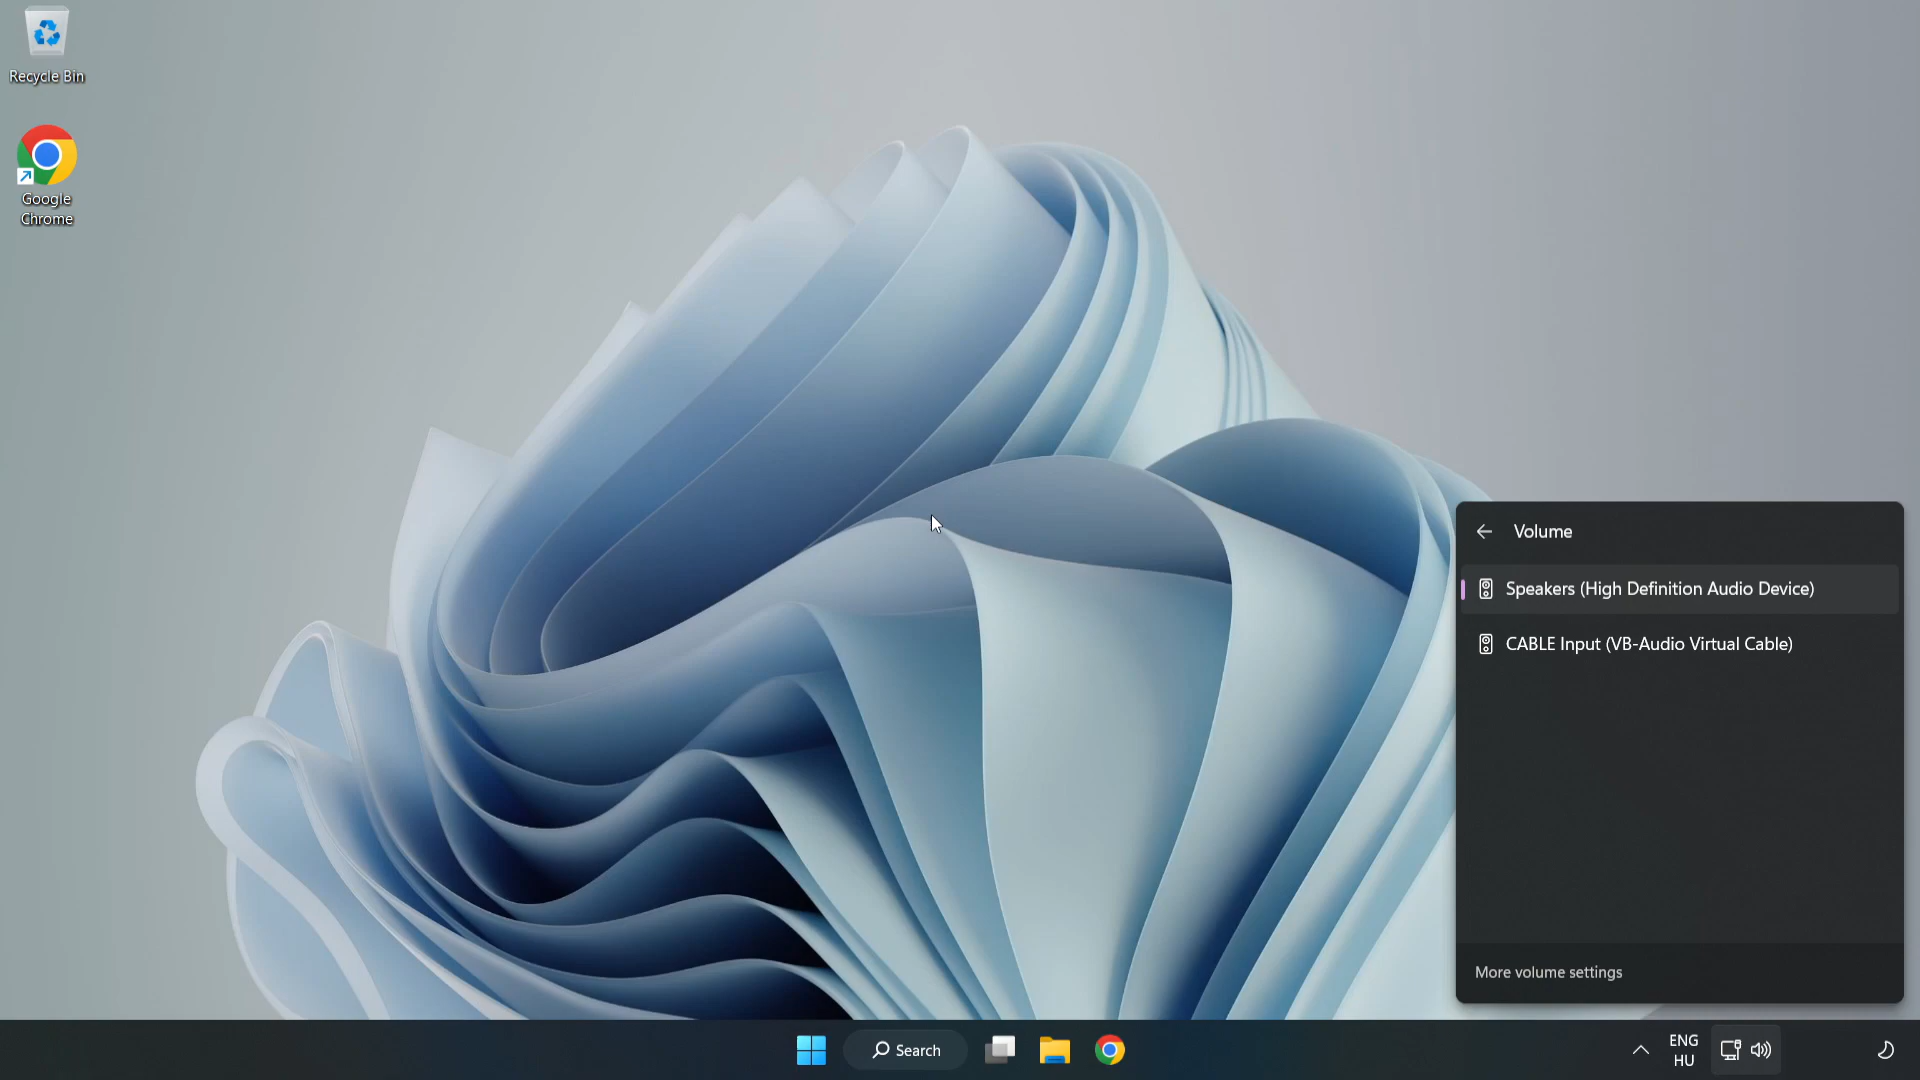 Recycle Bin
Google
Chrome
Volume
Speakers (High Definition Audio Device)
CABLE Input (VB-Audio Virtual Cable)
More volume settings
Search
ENG
HU